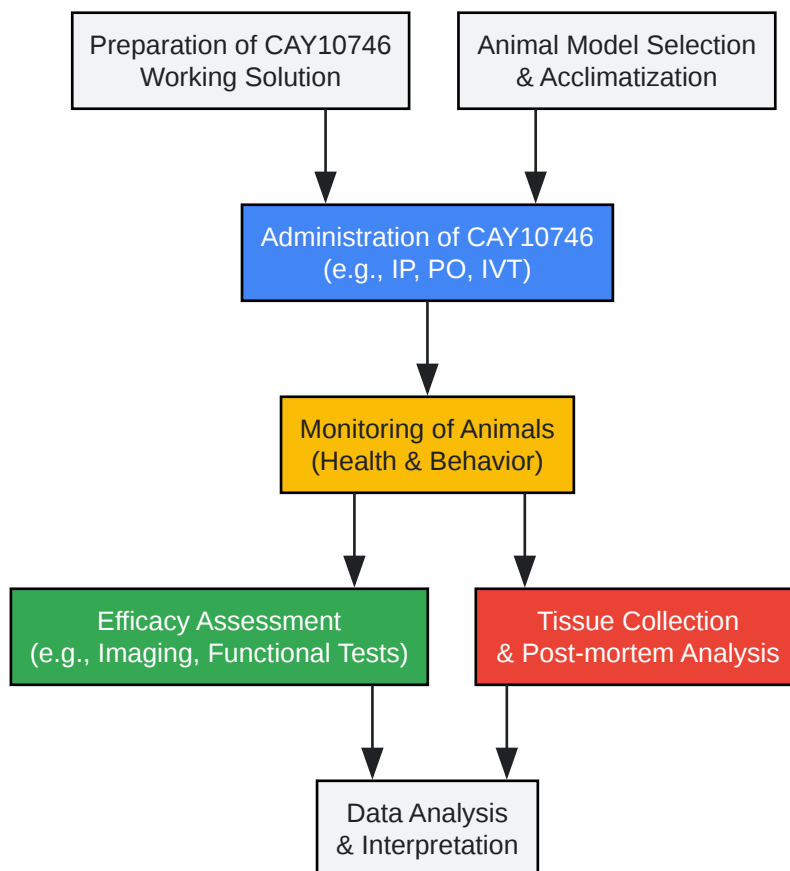 Preparation of CAY10746
Working Solution
Animal Model Selection
& Acclimatization
Administration of CAY10746
(e.g., IP, PO, IVT)
Monitoring of Animals
(Health & Behavior)
Efficacy Assessment
(e.g., Imaging, Functional Tests)
Tissue Collection
& Post-mortem Analysis
Data Analysis
& Interpretation